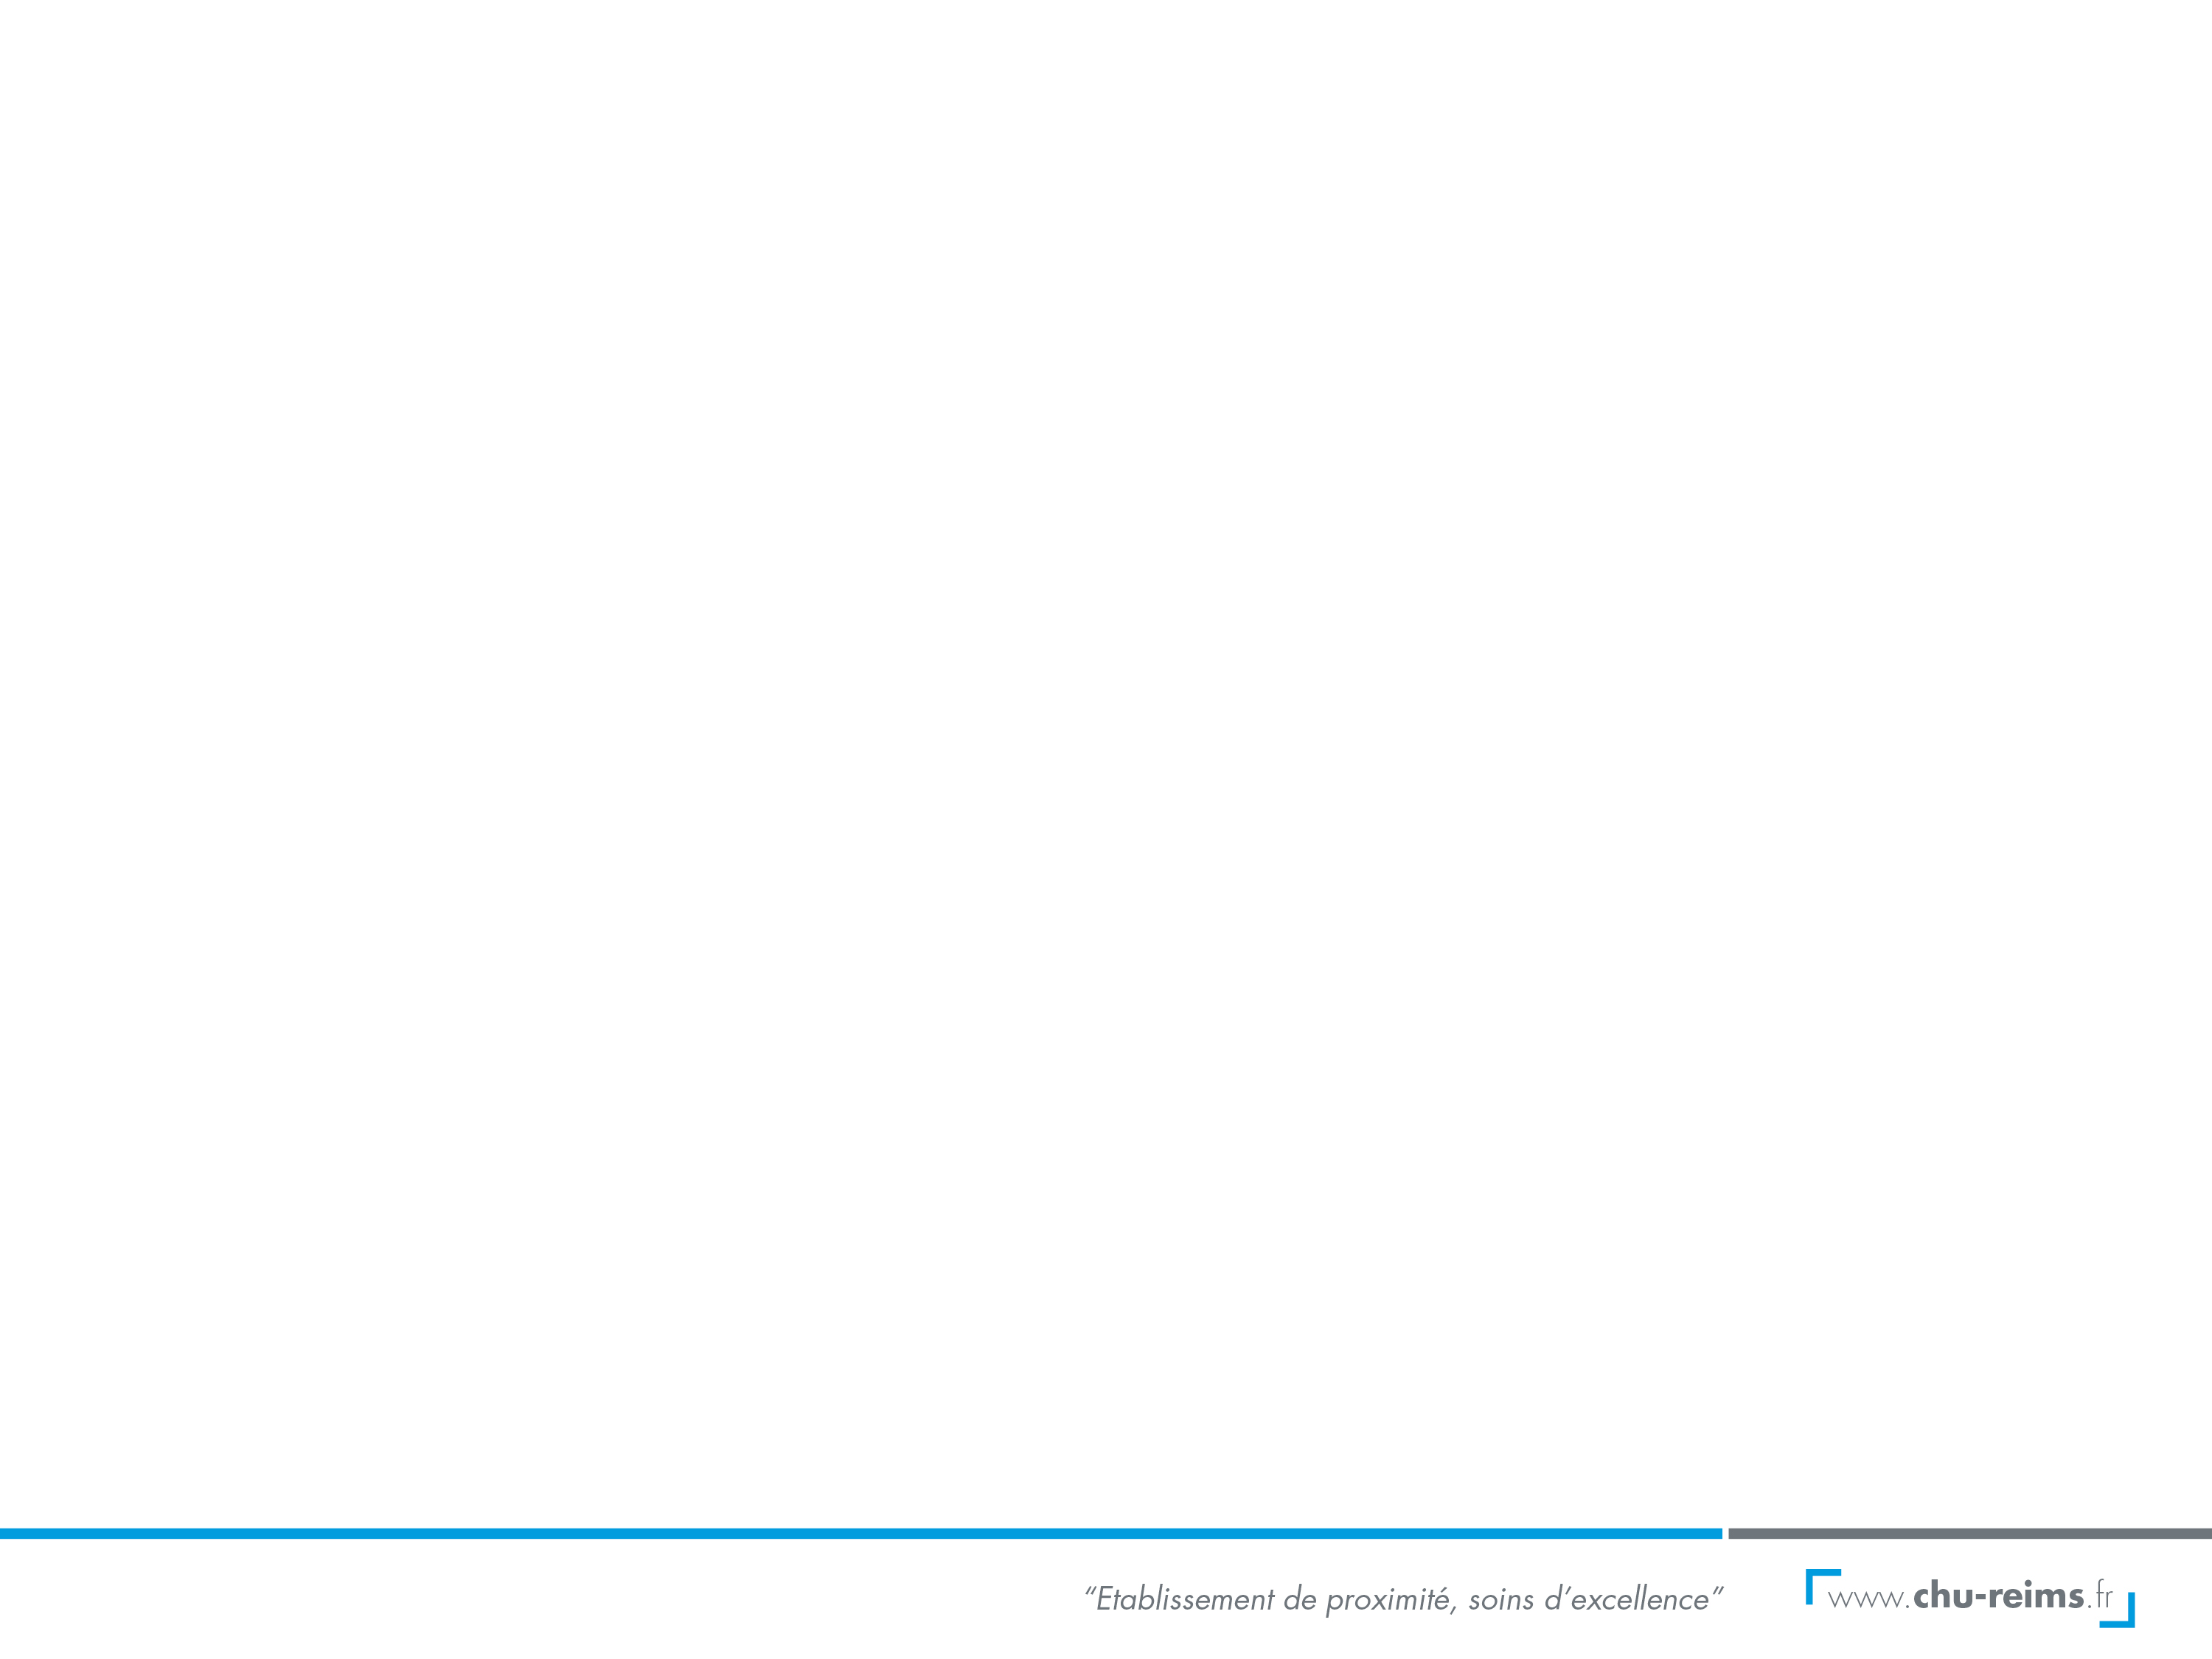 “Etablissement de proximité, soins d’excellence”
www.chu-reims.fr